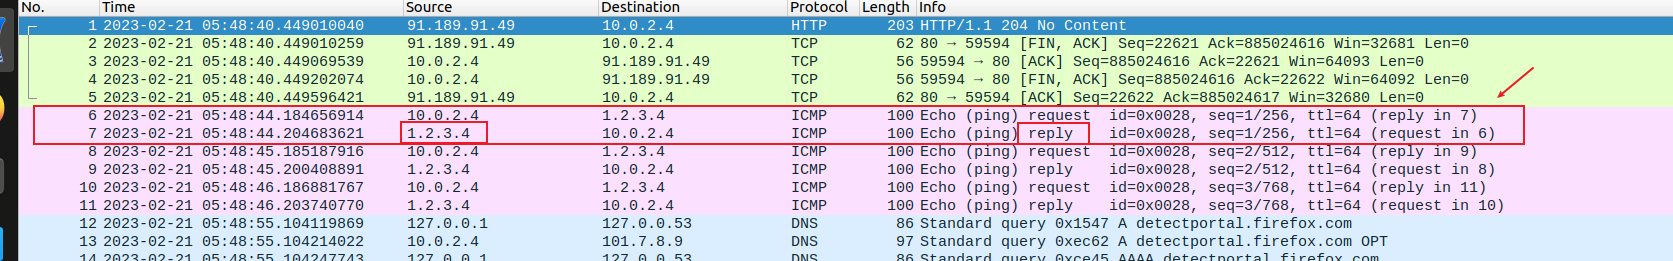 No. Time Source Destination Protocol Length Info
1 2023-02-21 05:48:40.449010040 91.189.91.49 10.0.2.4 HTTP 203 HTTP/1.1 204 No Content
2 2023-02-21 05:48:40.449010259 91.189.91.49 10.0.2.4 TCP 62 80 → 59594 [FIN, ACK] Seq=22621 Ack=885024616 Win=32681 Len=0
3 2023-02-21 05:48:40.449069539 10.0.2.4 91.189.91.49 TCP 56 59594 → 80 [ACK] Seq=885024616 Ack=22621 Win=64093 Len=0
4 2023-02-21 05:48:40.449202074 10.0.2.4 91.189.91.49 TCP 56 59594 → 80 [FIN, ACK] Seq=885024616 Ack=22622 Win=64092 Len=0
5 2023-02-21 05:48:40.449596421 91.189.91.49 10.0.2.4 TCP 62 80 → 59594 [ACK] Seq=22622 Ack=885024617 Win=32680 Len=0
6 2023-02-21 05:48:44.184656914 10.0.2.4 1.2.3.4 ICMP 100 Echo (ping) request id=0x0028, seq=1/256, ttl=64 (reply in 7)
7 2023-02-21 05:48:44.204683621 1.2.3.4 10.0.2.4 ICMP 100 Echo (ping) reply id=0x0028, seq=1/256, ttl=64 (request in 6)
8 2023-02-21 05:48:45.185187916 10.0.2.4 1.2.3.4 ICMP 100 Echo (ping) request id=0x0028, seq=2/512, ttl=64 (reply in 9)
9 2023-02-21 05:48:45.200408891 1.2.3.4 10.0.2.4 ICMP 100 Echo (ping) reply id=0x0028, seq=2/512, ttl=64 (request in 8)
10 2023-02-21 05:48:46.186881767 10.0.2.4 1.2.3.4 ICMP 100 Echo (ping) request id=0x0028, seq=3/768, ttl=64 (reply in 11)
11 2023-02-21 05:48:46.203740770 1.2.3.4 10.0.2.4 ICMP 100 Echo (ping) reply id=0x0028, seq=3/768, ttl=64 (request in 10)
12 2023-02-21 05:48:55.104119869 127.0.0.1 127.0.0.53 DNS 86 Standard query 0x1547 A detectportal.firefox.com
13 2023-02-21 05:48:55.104214022 10.0.2.4 101.7.8.9 DNS 97 Standard query 0xec62 A detectportal.firefox.com OPT
14 2023-02-21 05:48:55.104247743 127.0.0.1 127.0.0.53 DNS 86 Standard query 0xce45 AAAA detectportal.firefox.com